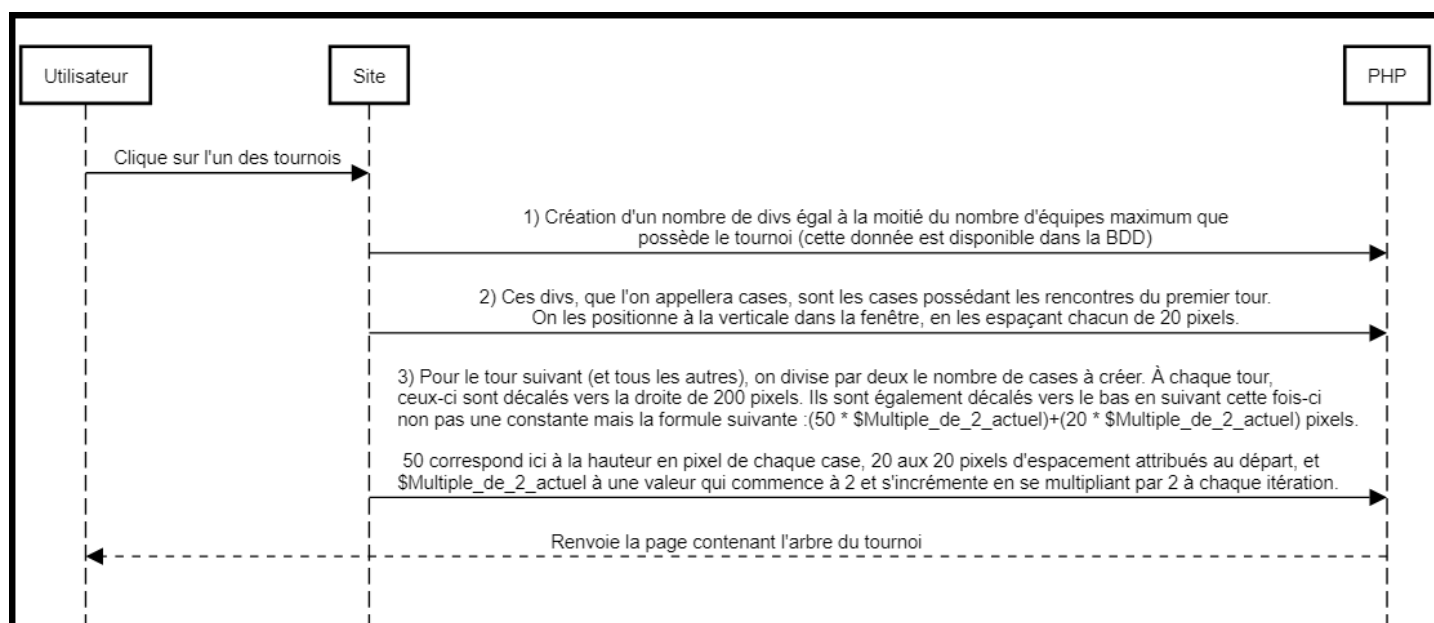 Utilisateur
Site
PHP
Clique sur l'un des tournois
1) Création d'un nombre de divs égal à la moitié du nombre d'équipes maximum que
possède le tournoi (cette donnée est disponible dans la BDD)
2) Ces divs, que l'on appellera cases, sont les cases possédant les rencontres du premier tour.
On les positionne à la verticale dans la fenêtre, en les espaçant chacun de 20 pixels.
3) Pour le tour suivant (et tous les autres), on divise par deux le nombre de cases à créer. À chaque tour,
ceux-ci sont décalés vers la droite de 200 pixels. Ils sont également décalés vers le bas en suivant cette fois-ci
non pas une constante mais la formule suivante :(50 * $Multiple_de_2_actuel)+(20 * $Multiple_de_2_actuel) pixels.
50 correspond ici à la hauteur en pixel de chaque case, 20 aux 20 pixels d'espacement attribués au départ, et
$Multiple_de_2_actuel à une valeur qui commence à 2 et s'incrémente en se multipliant par 2 à chaque itération.
Renvoie la page contenant l'arbre du tournoi